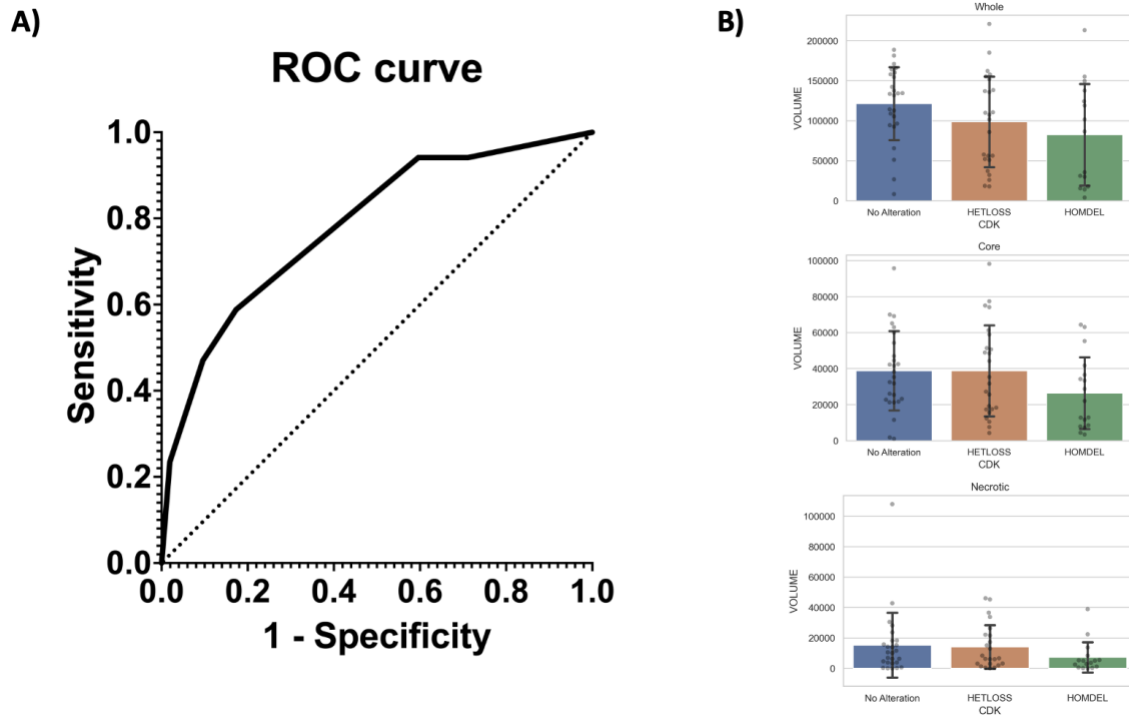 A)
ROC curve
Sensitivity
1.0
0.8
0.6
0.4
0.2
0.0
0.0 0.2 0.4 0.6 0.8 1.0
1 - Specificity
B)
Whole
VOLUME
200000
150000
100000
50000
0
No Alteration HETLOSS HOMDEL
CDK
Core
VOLUME
100000
80000
60000
40000
20000
0
No Alteration HETLOSS HOMDEL
CDK
Necrotic
VOLUME
100000
80000
60000
40000
20000
0
No Alteration HETLOSS HOMDEL
CDK